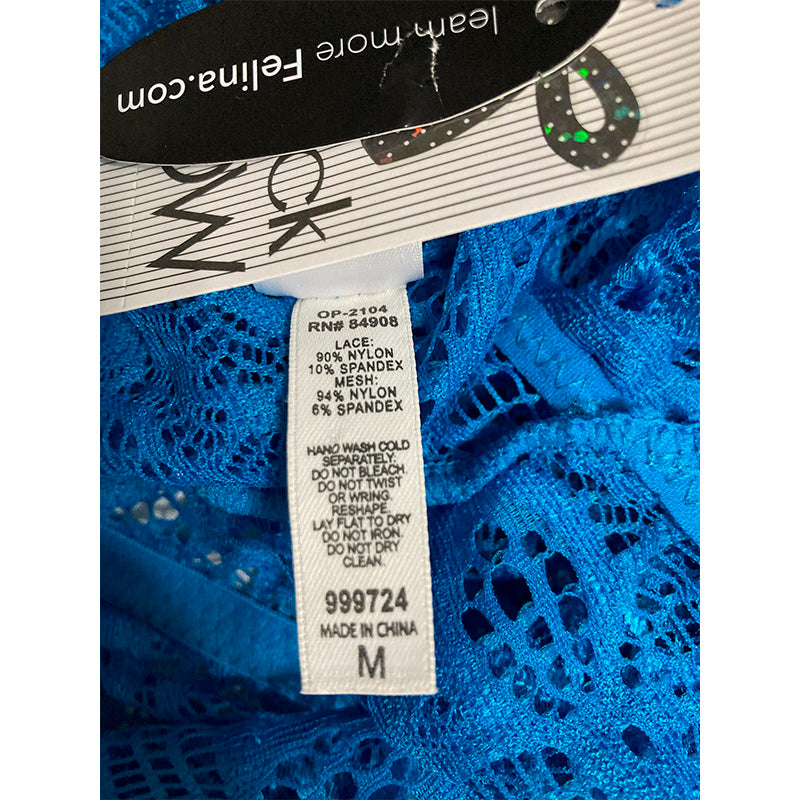 learn more Felina.com
ck
OW
OP-2104
RN# 84908
LACE:
90% NYLON
10% SPANDEX
MESH:
94% NYLON
6% SPANDEX
HAND WASH COLD
SEPARATELY.
DO NOT BLEACH.
DO NOT TWIST
OR WRING.
RESHAPE.
LAY FLAT TO DRY
DO NOT IRON.
DO NOT DRY
CLEAN.
999724
MADE IN CHINA
M